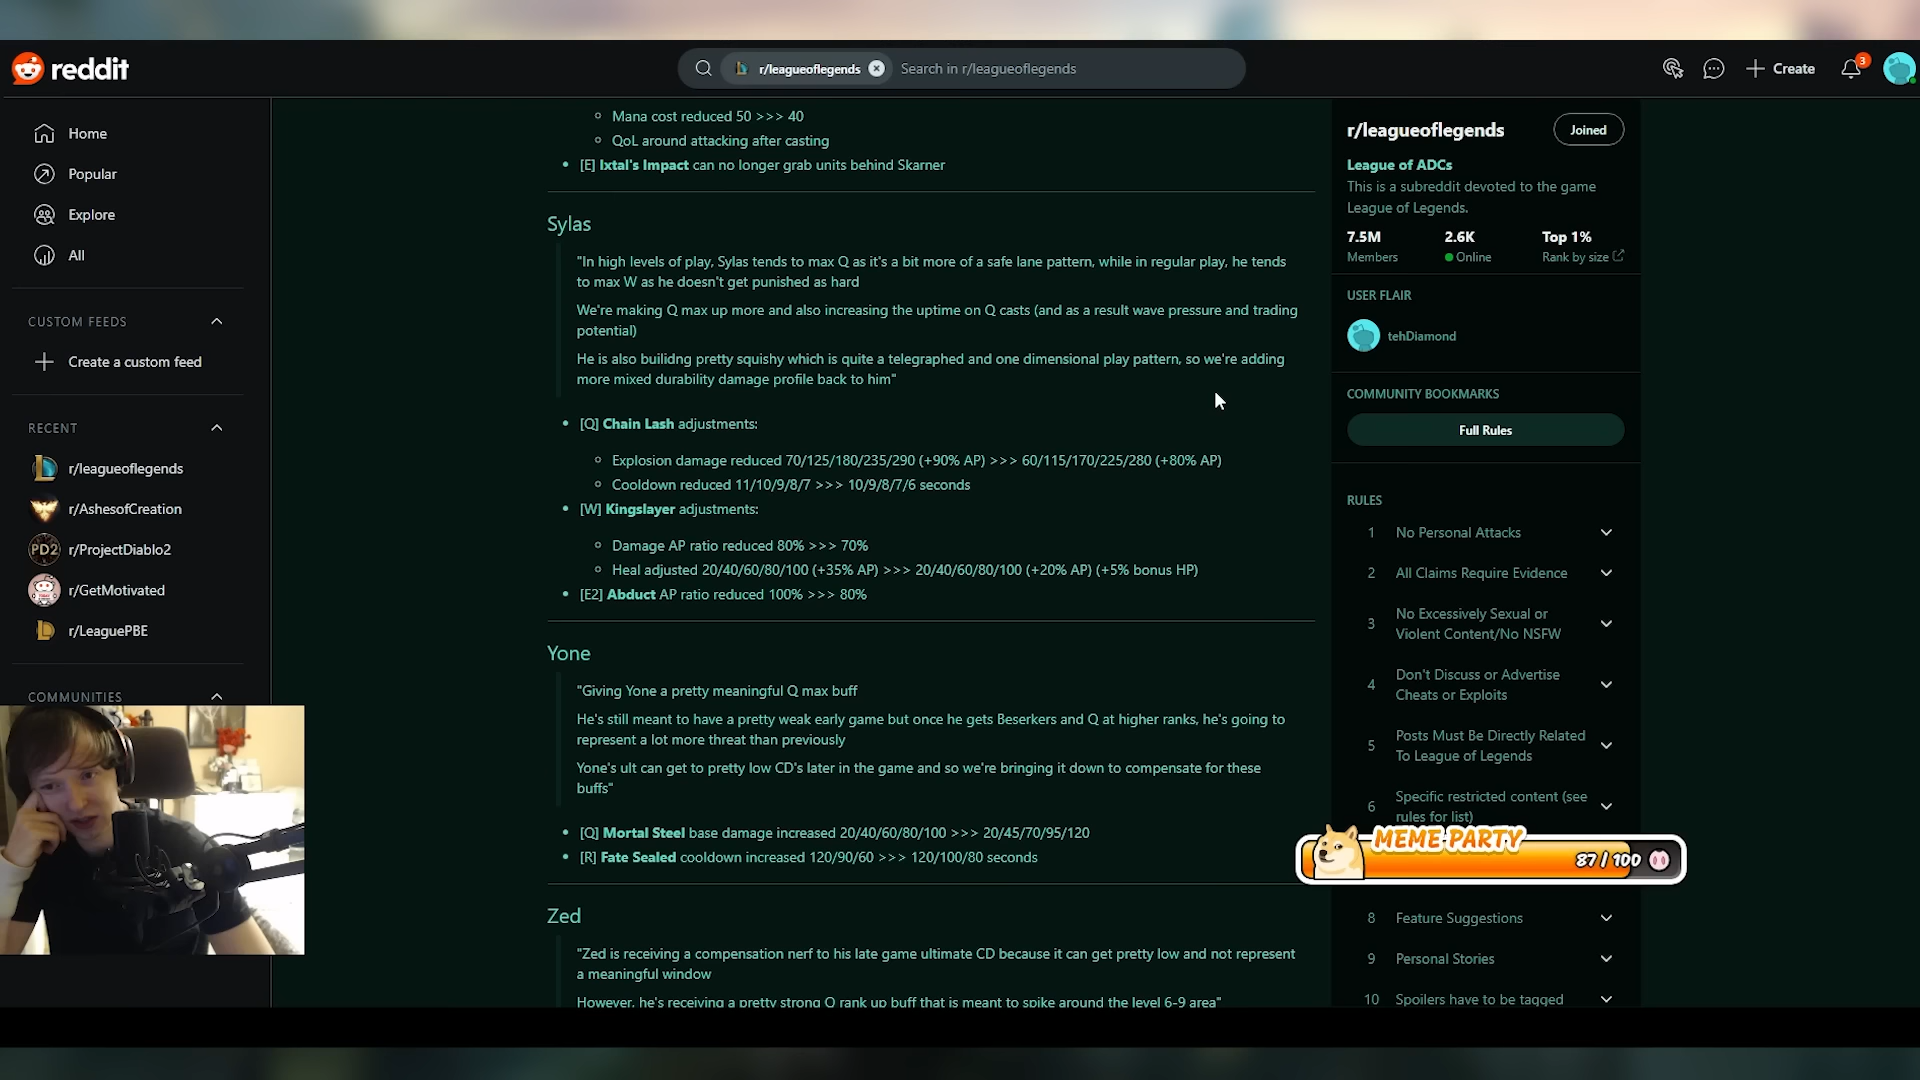 reddit
r/leagueoflegends
Search in r/leagueoflegends
Create
3
Home
Popular
Explore
All
CUSTOM FEEDS
Create a custom feed
RECENT
r/leagueoflegends
r/AshesofCreation
PD2
r/ProjectDiablo2
r/GetMotivated
r/LeaguePBE
COMMUNITIES
Mana cost reduced 50 >>> 40
QoL around attacking after casting
[E] Ixtal's Impact can no longer grab units behind Skarner
Sylas
"In high levels of play, Sylas tends to max Q as it's a bit more of a safe lane pattern, while in regular play, he tends
to max W as he doesn't get punished as hard
We're making Q max up more and also increasing the uptime on Q casts (and as a result wave pressure and trading
potential)
He is also builidng pretty squishy which is quite a telegraphed and one dimensional play pattern, so we're adding
more mixed durability damage profile back to him"
[Q] Chain Lash adjustments:
Explosion damage reduced 70/125/180/235/290 (+90% AP) >>> 60/115/170/225/280 (+80% AP)
Cooldown reduced 11/10/9/8/7 >>> 10/9/8/7/6 seconds
[W] Kingslayer adjustments:
Damage AP ratio reduced 80% >>> 70%
Heal adjusted 20/40/60/80/100 (+35% AP) >>> 20/40/60/80/100 (+20% AP) (+5% bonus HP)
[E2] Abduct AP ratio reduced 100% >>> 80%
Yone
"Giving Yone a pretty meaningful Q max buff
He's still meant to have a pretty weak early game but once he gets Beserkers and Q at higher ranks, he's going to
represent a lot more threat than previously
Yone's ult can get to pretty low CD's later in the game and so we're bringing it down to compensate for these
buffs"
[Q] Mortal Steel base damage increased 20/40/60/80/100 >>> 20/45/70/95/120
[R] Fate Sealed cooldown increased 120/90/60 >>> 120/100/80 seconds
Zed
"Zed is receiving a compensation nerf to his late game ultimate CD because it can get pretty low and not represent
a meaningful window
However, he's receiving a pretty strong Q rank up buff that is meant to spike around the level 6-9 area"
r/leagueoflegends
Joined
League of ADCs
This is a subreddit devoted to the game
League of Legends.
7.5M
2.6K
Top 1%
Members
Online
Rank by size
USER FLAIR
tehDiamond
COMMUNITY BOOKMARKS
Full Rules
RULES
1 No Personal Attacks
2 All Claims Require Evidence
3 No Excessively Sexual or
Violent Content/No NSFW
4 Don't Discuss or Advertise
Cheats or Exploits
5 Posts Must Be Directly Related
To League of Legends
6 Specific restricted content (see
rules for list)
MEME PARTY
87 / 100
8 Feature Suggestions
9 Personal Stories
10 Spoilers have to be tagged